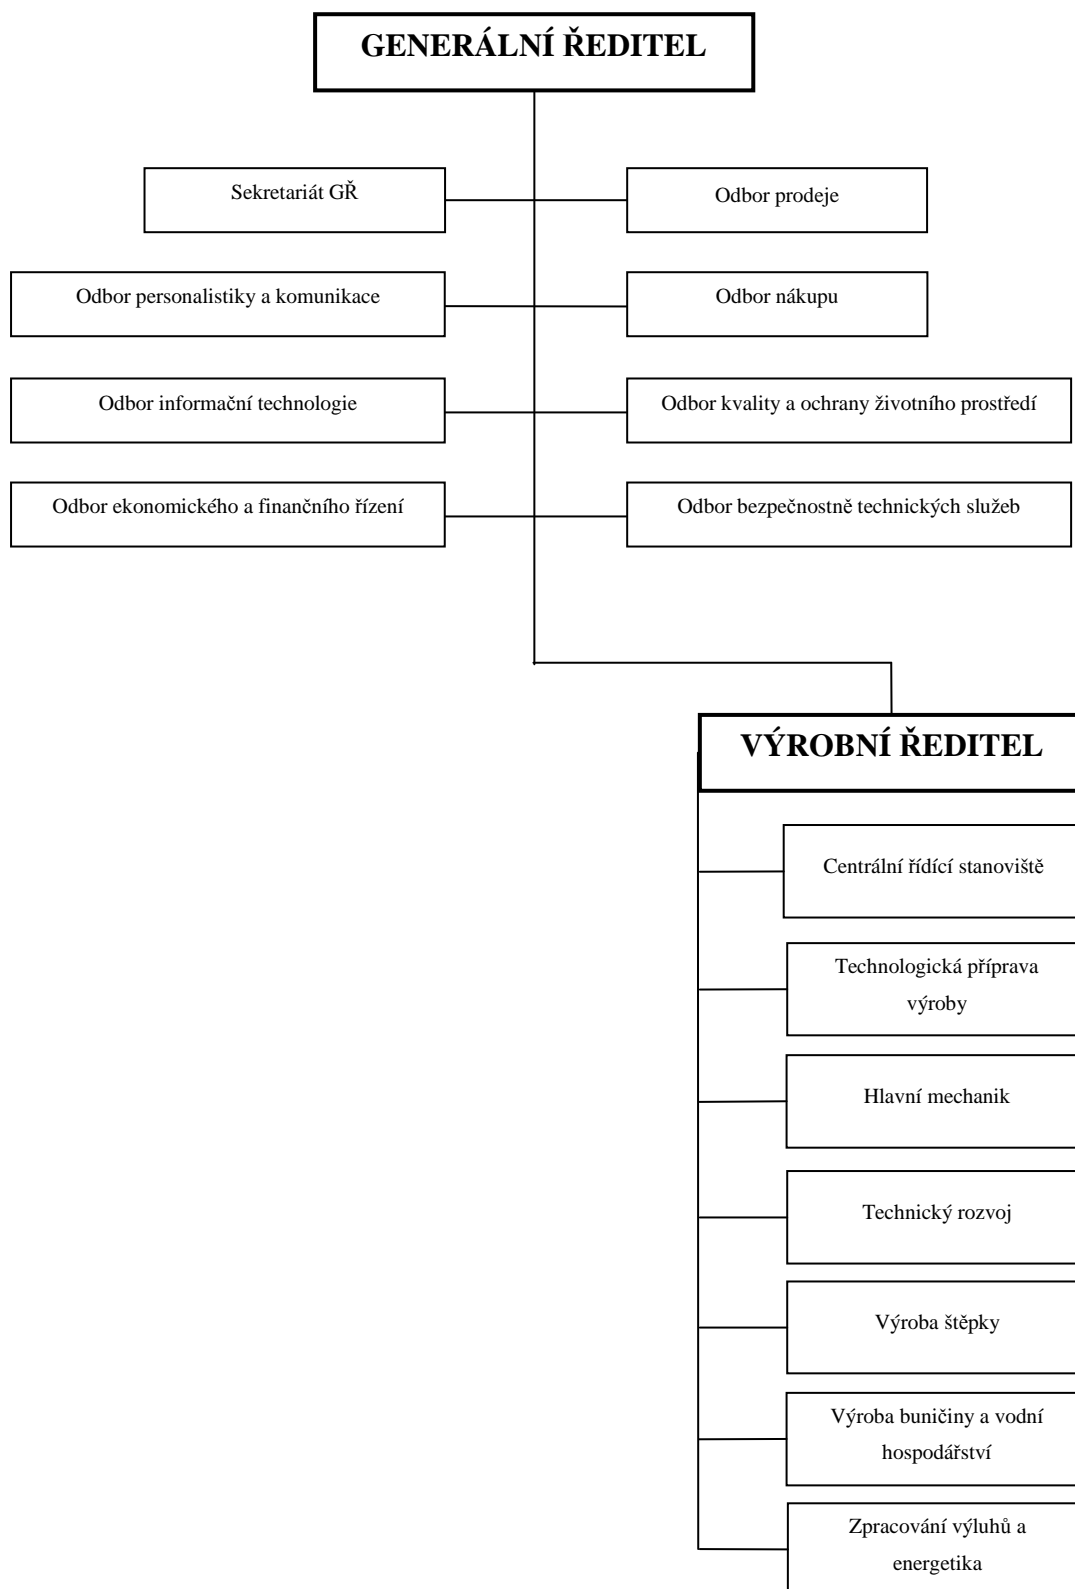 GENERÁLNÍ ŘEDITEL
Sekretariát GŘ
Odbor prodeje
Odbor personalistiky a komunikace
Odbor nákupu
Odbor informační technologie
Odbor kvality a ochrany životního prostředí
Odbor ekonomického a finančního řízení
Odbor bezpečnostně technických služeb
VÝROBNÍ ŘEDITEL
Centrální řídící stanoviště
Technologická příprava
výroby
Hlavní mechanik
Technický rozvoj
Výroba štěpky
Výroba buničiny a vodní
hospodářství
Zpracování výluhů a
energetika